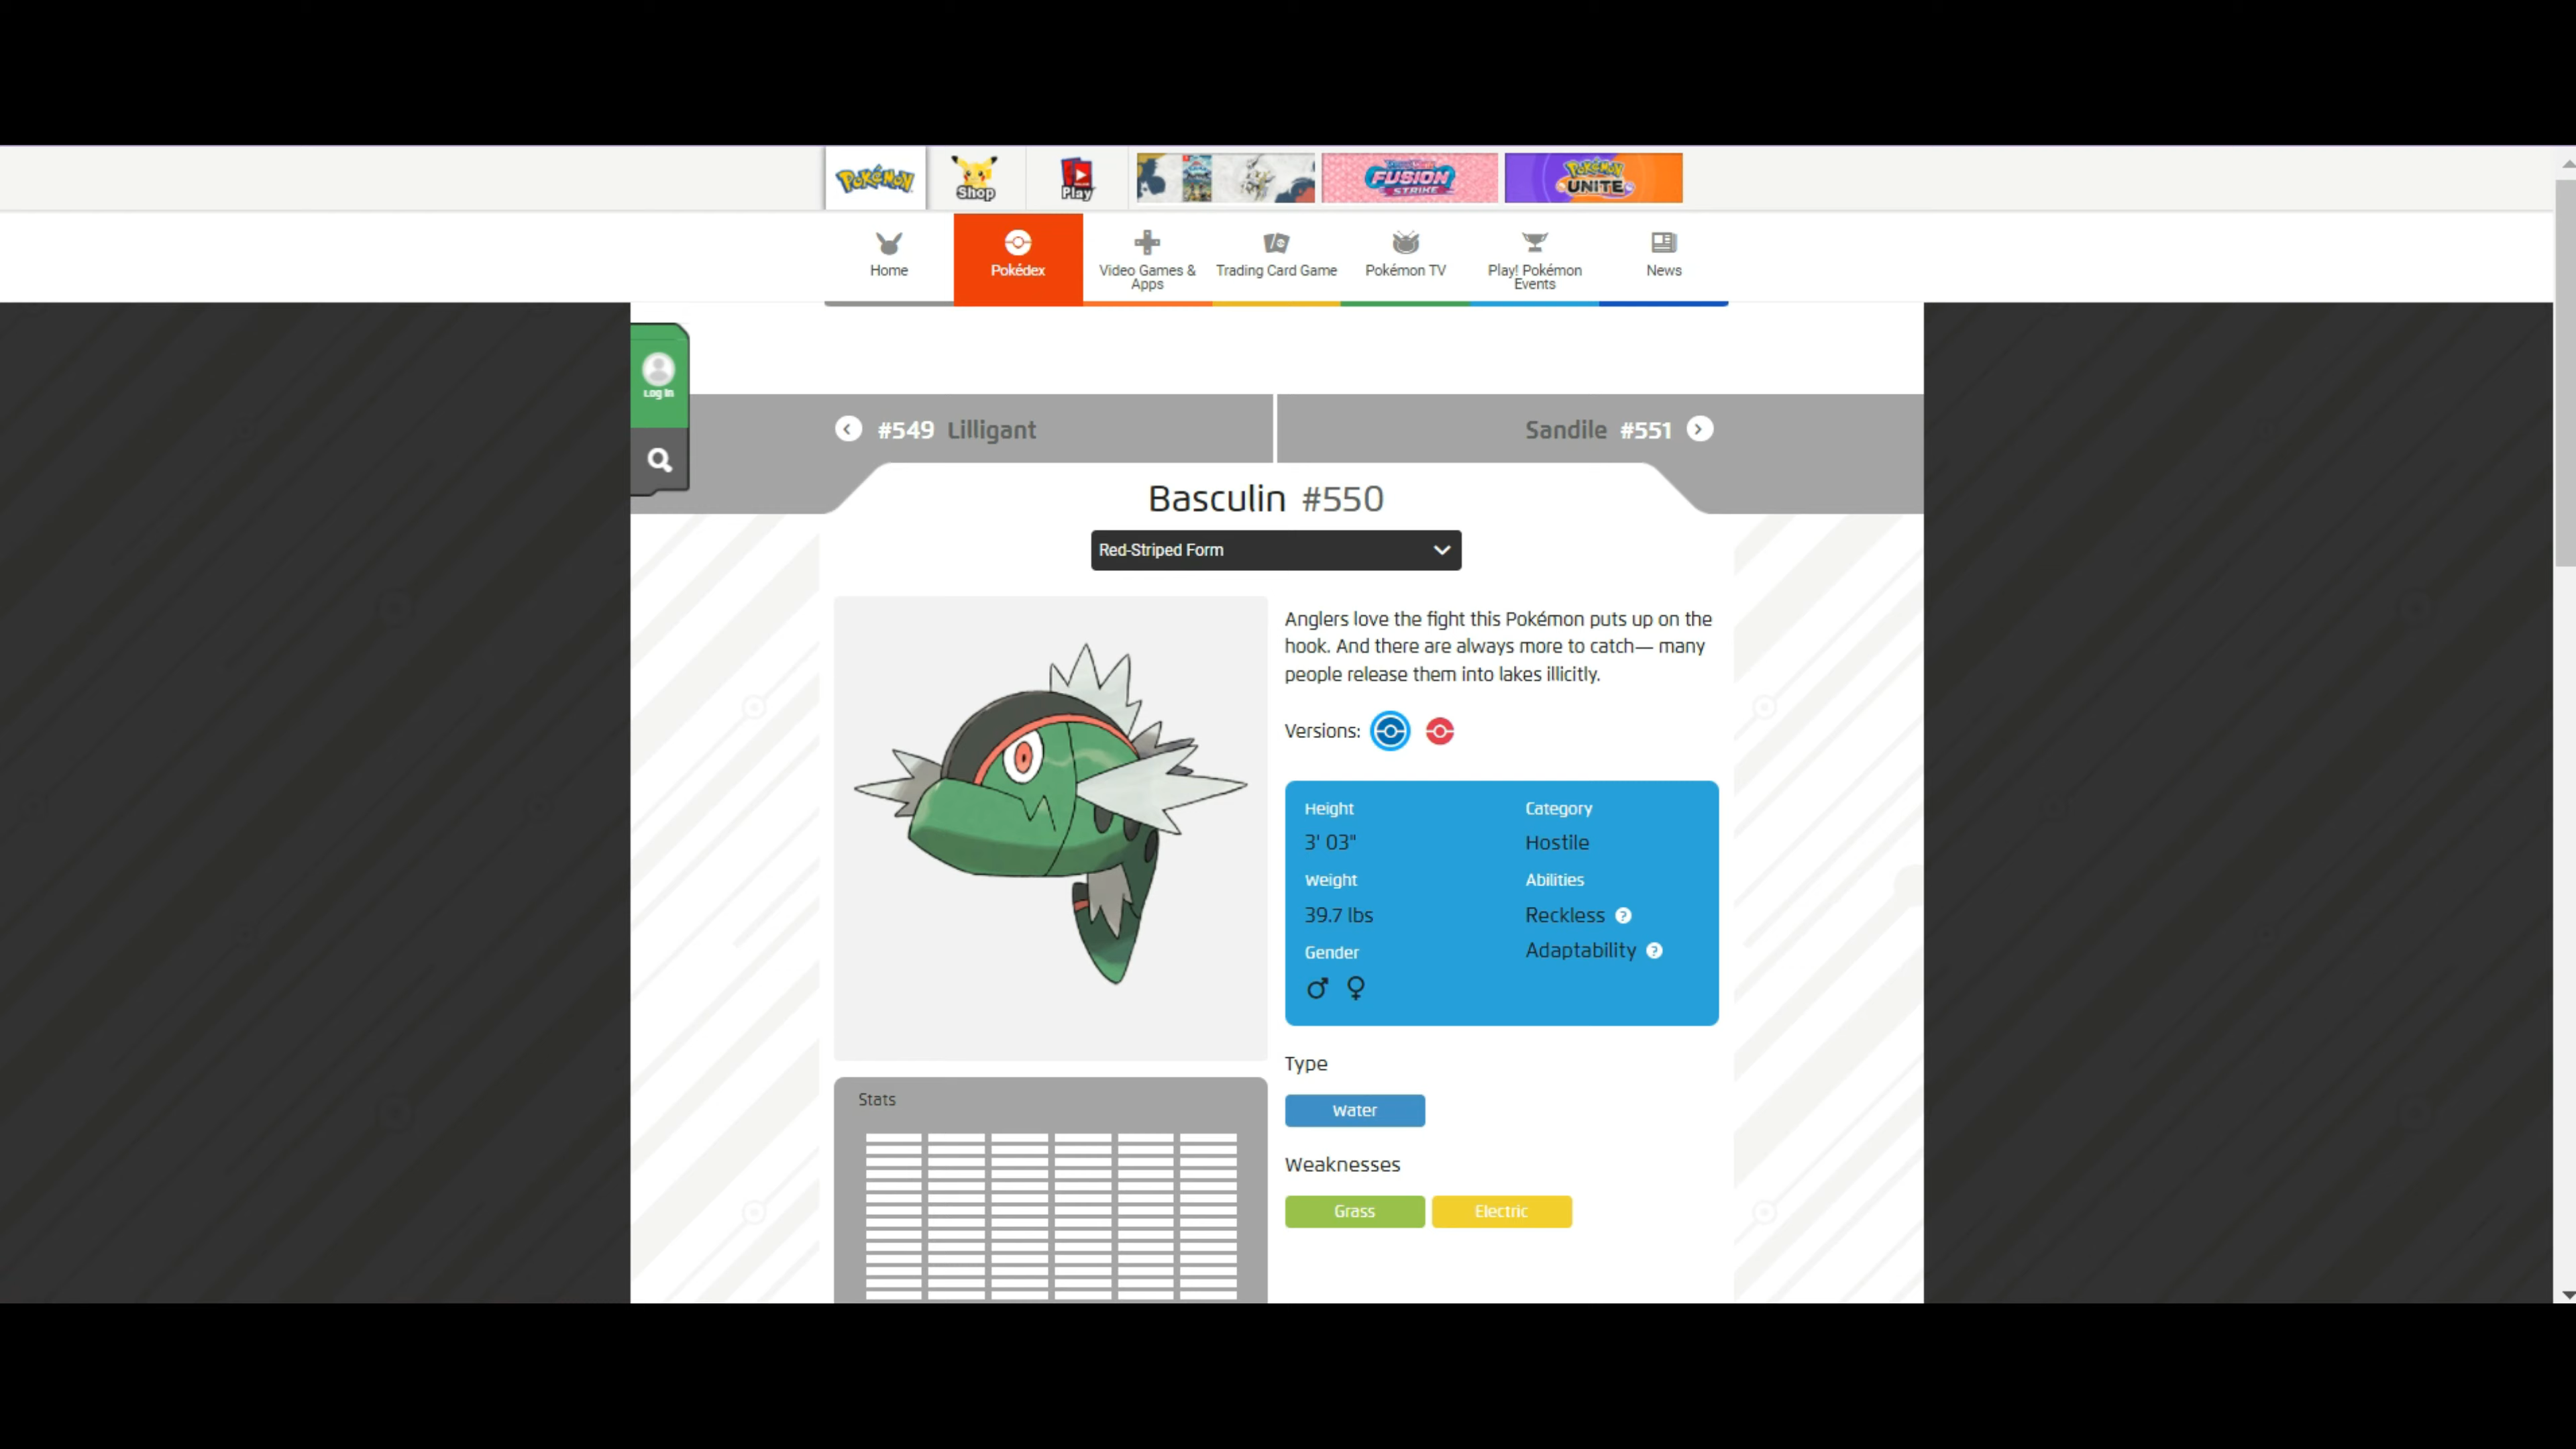 Pokémon
Shop
Play
FUSION
STRIKE
POKÉMON
UNITE
Home
Pokédex
Video Games &
Apps
Trading Card Game
Pokémon TV
Play! Pokémon
Events
News
Log in
#549 Lilligant
Sandile #551
Basculin #550
Red-Striped Form
Anglers love the fight this Pokémon puts up on the
hook. And there are always more to catch— many
people release them into lakes illicitly.
Versions:
Height
3' 03"
Category
Hostile
Weight
39.7 lbs
Abilities
Reckless ?
Adaptability ?
Gender
♂ ♀
Type
Water
Weaknesses
Grass
Electric
Stats